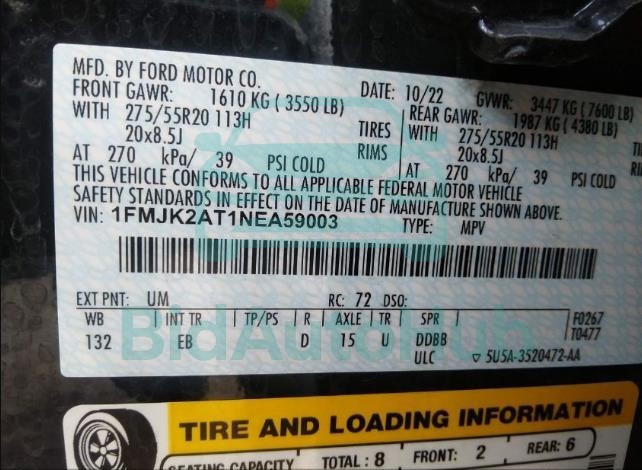 MFD. BY FORD MOTOR CO.
DATE: 10/22 GVWR: 3447 KG (7600 LB)
FRONT GAWR: 1610 KG (3550 LB) REAR GAWR: 1987 KG (4380 LB)
WITH 275/55R20 113H TIRES WITH 275/55R20 113H TI
20x8.5J RIMS 20x8.5J RI
AT 270 kPa/ 39 PSI COLD AT 270 kPa/ 39 PSI COLD
THIS VEHICLE CONFORMS TO ALL APPLICABLE FEDERAL MOTOR VEHICLE
SAFETY STANDARDS IN EFFECT ON THE DATE OF MANUFACTURE SHOWN ABOVE.
VIN: 1FMJK2AT1NEA59003 TYPE: MPV
EXT PNT: UM RC: 72 DSO:
WB INT TR TP/PS R AXLE TR SPR F0267
132 EB D 15 U DDBB T0477
ULC ▽ 5U5A-3520472-AA
BidAutoHub
TIRE AND LOADING INFORMATION
SEATING CAPACITY TOTAL: 8 FRONT: 2 REAR: 6